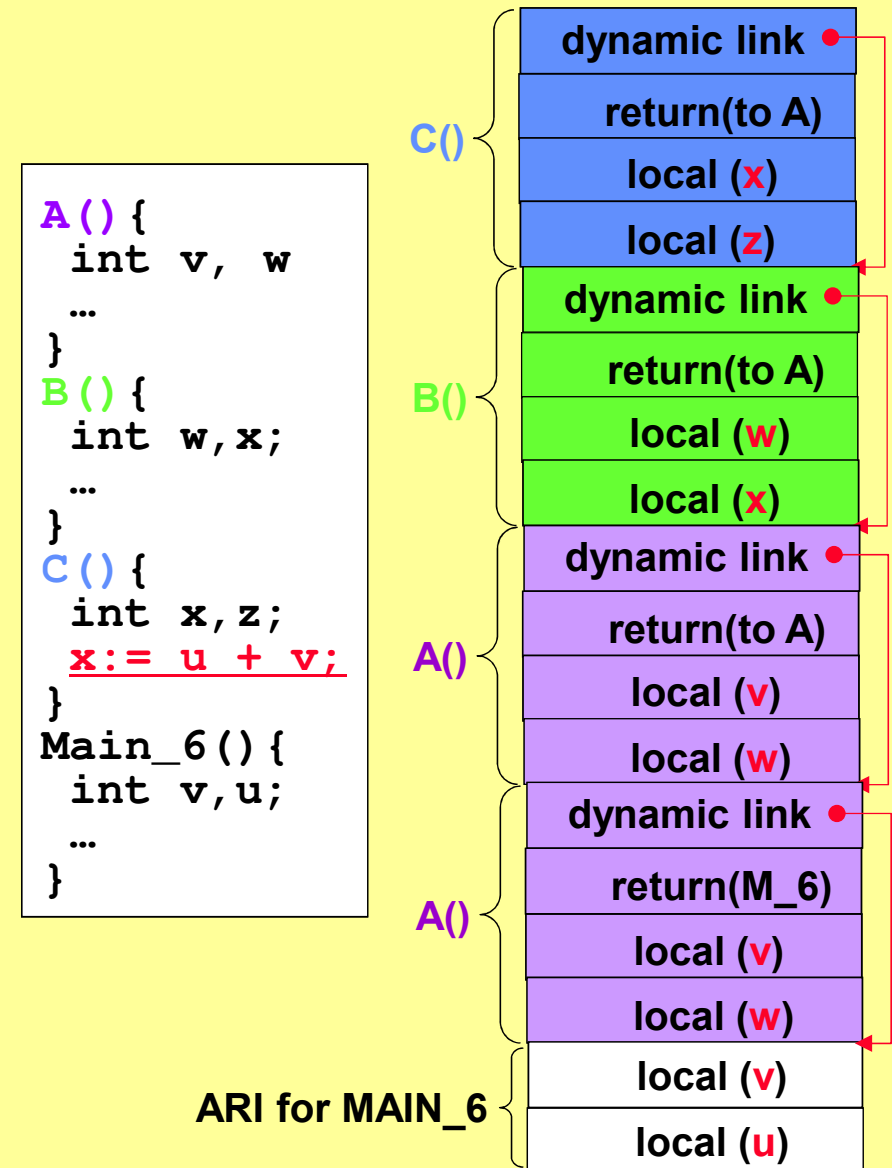 A(){
int v, w
…
}
B(){
int w,x;
…
}
C(){
int x,z;
x:= u + v;
}
Main_6(){
int v,u;
…
}
C()
dynamic link
return(to A)
local (x)
local (z)
B()
dynamic link
return(to A)
local (w)
local (x)
A()
dynamic link
return(to A)
local (v)
local (w)
A()
dynamic link
return(M_6)
local (v)
local (w)
ARI for MAIN_6
local (v)
local (u)